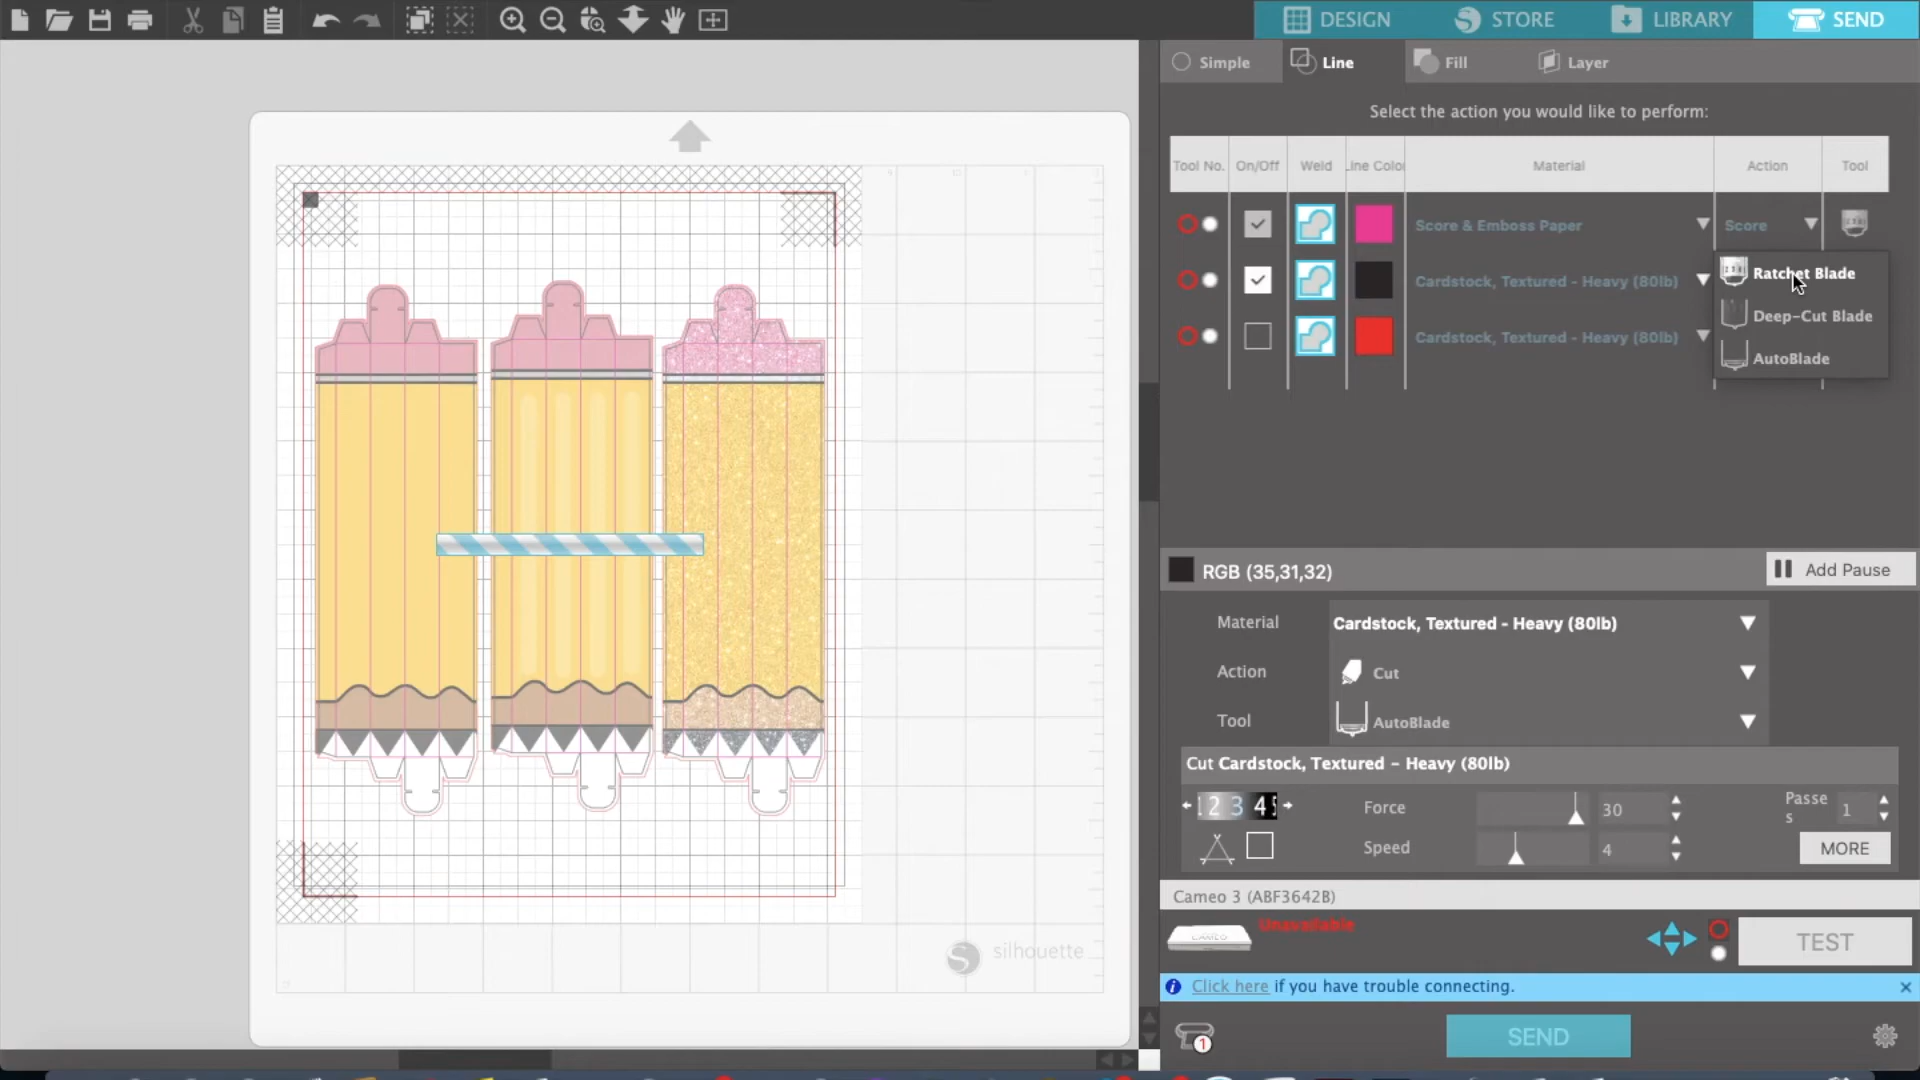 DESIGN STORE LIBRARY SEND
Simple Line Fill Layer
Select the action you would like to perform:
Tool No. On/Off Weld Line Color Material Action Tool
Score & Emboss Paper Score
Cardstock, Textured - Heavy (80lb)
Cardstock, Textured - Heavy (80lb)
Ratchet Blade
Deep-Cut Blade
AutoBlade
RGB (35,31,32) Add Pause
Material Cardstock, Textured - Heavy (80lb)
Action Cut
Tool AutoBlade
Cut Cardstock, Textured - Heavy (80lb)
2 3 4 Force 30 Passes 1
Speed 4 MORE
Cameo 3 (ABF3642B)
Unavailable
TEST
Click here if you have trouble connecting.
1 SEND
silhouette